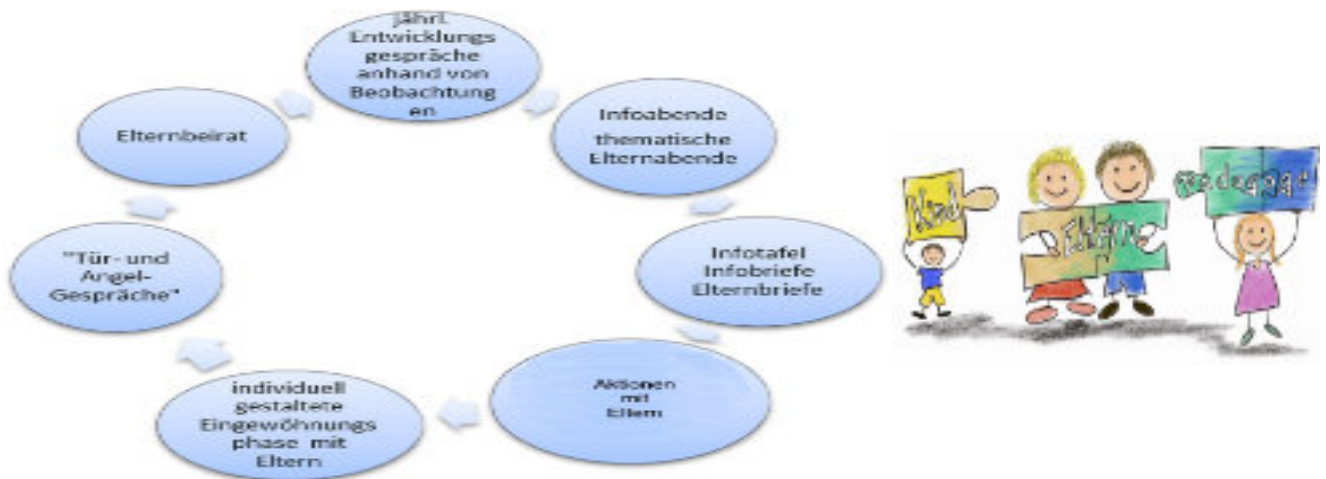 jährl.
Entwicklungs
gespräche
anhand von
Beobachtung
en
Infoabende
thematische
Elternabende
Infotafel
Infobriefe
Elternbriefe
Aktionen
mit
Eltern
individuell
gestaltete
Eingewöhnungs
phase mit
Eltern
"Tür- und
Angel-
Gespräche"
Elternbeirat
Kind
Eltern